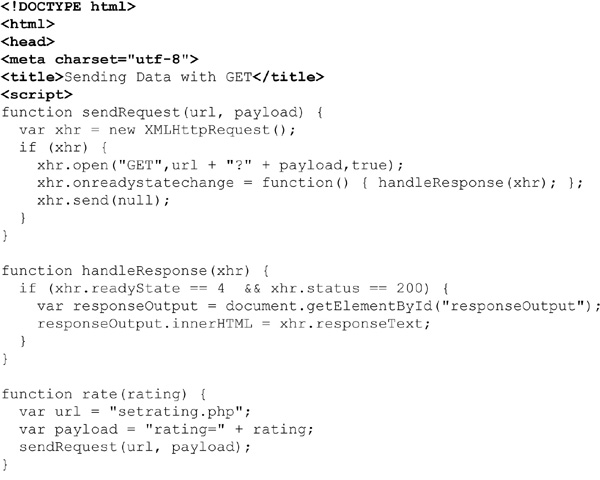 <!DOCTYPE html>
<html>
<head>
<meta charset="utf-8">
<title>Sending Data with GET</title>
<script>
function sendRequest(url, payload) {
  var xhr = new XMLHttpRequest();
  if (xhr) {
    xhr.open("GET",url + "?" + payload,true);
    xhr.onreadystatechange = function() { handleResponse(xhr); };
    xhr.send(null);
  }
}

function handleResponse(xhr) {
  if (xhr.readyState == 4  && xhr.status == 200) {
    var responseOutput = document.getElementById("responseOutput");
    responseOutput.innerHTML = xhr.responseText;
  }
}

function rate(rating) {
  var url = "setrating.php";
  var payload = "rating=" + rating;
  sendRequest(url, payload);
}